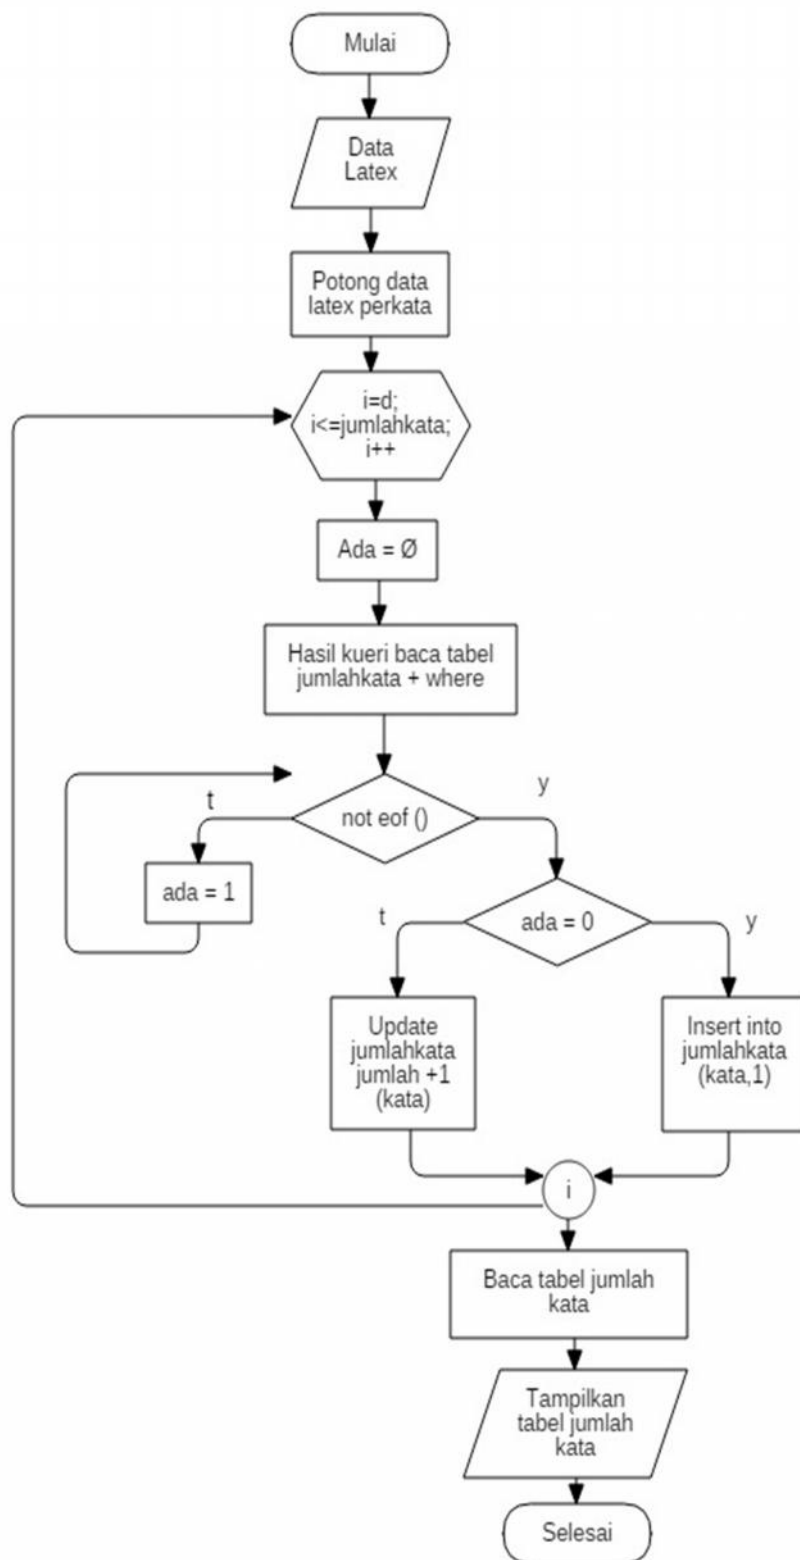 Mulai
Data
Latex
Potong data
latex perkata
i=d;
i<=jumlahkata;
i++
Ada = Ø
Hasil kueri baca tabel
jumlahkata + where
t
not eof ()
y
ada = 1
t
ada = 0
y
Update
jumlahkata
jumlah +1
(kata)
Insert into
jumlahkata
(kata,1)
i
Baca tabel jumlah
kata
Tampilkan
tabel jumlah
kata
Selesai